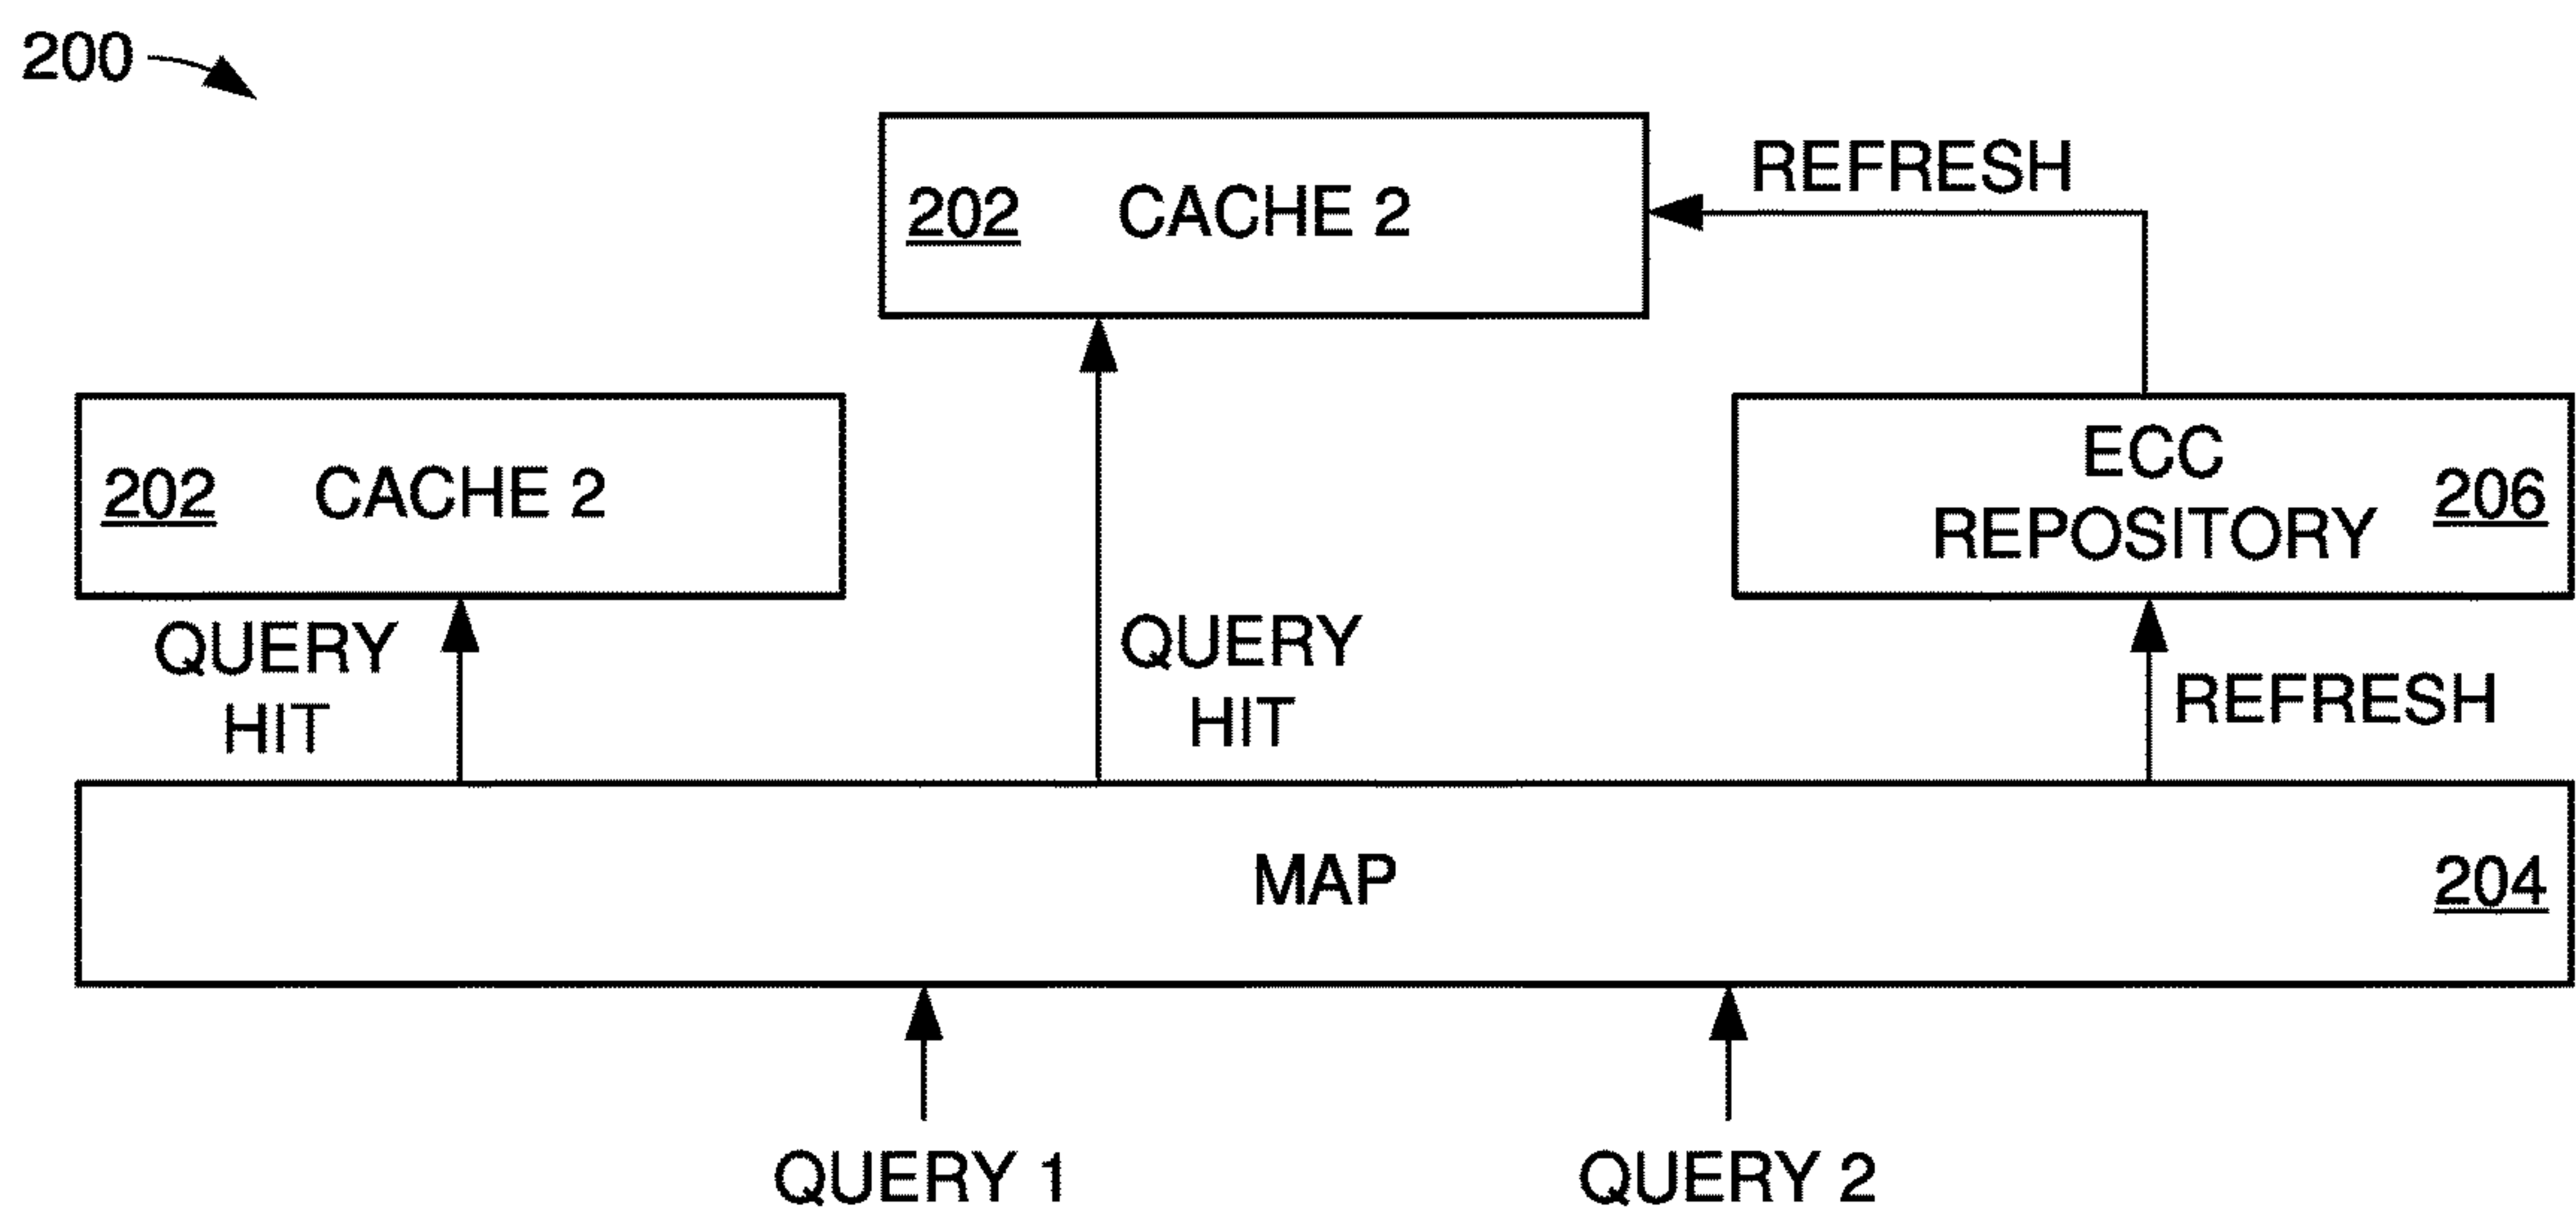 200
202 CACHE 2
REFRESH
202 CACHE 2
ECC
REPOSITORY
206
QUERY
HIT
QUERY
HIT
REFRESH
MAP
204
QUERY 1
QUERY 2